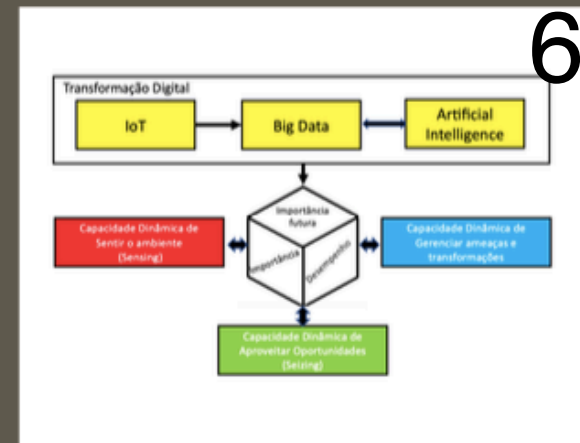 6
Transformação Digital
IoT
Big Data
Artificial
Intelligence
Importância
futura
Importância
Desempenho
Capacidade Dinâmica de
Sentir o ambiente
(Sensing)
Capacidade Dinâmica de
Gerenciar ameaças e
transformações
Capacidade Dinâmica de
Aproveitar Oportunidades
(Seizing)